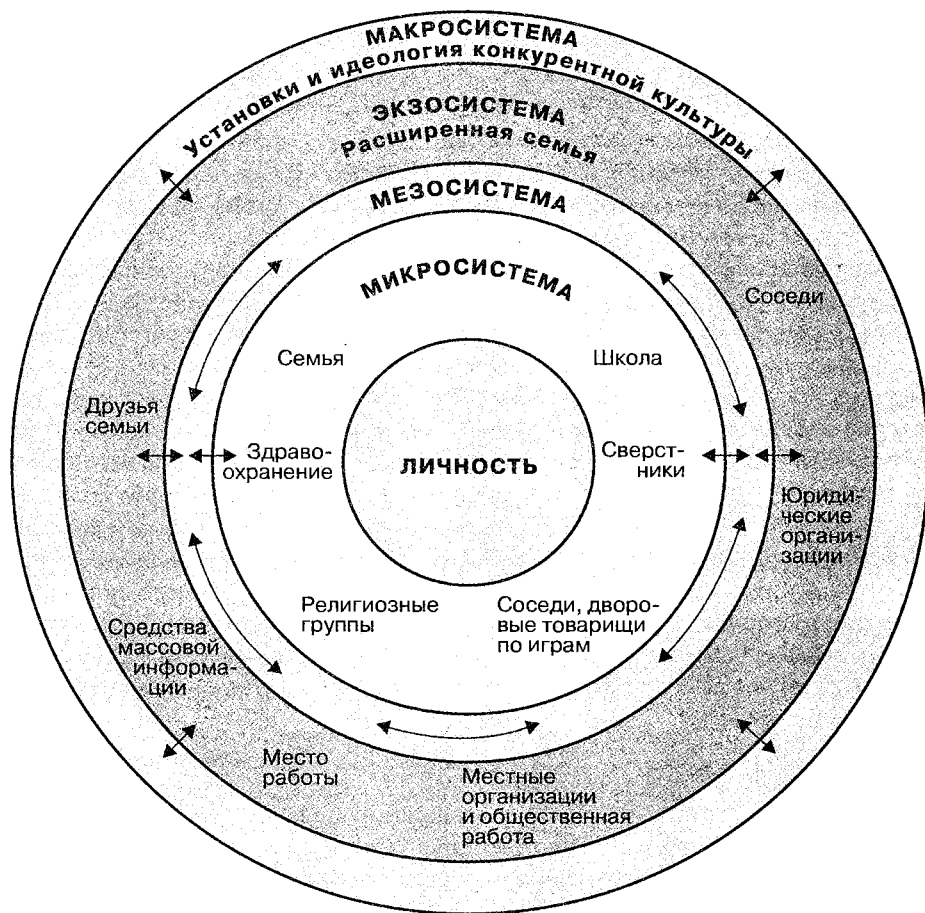 МАКРОСИСТЕМА
Установки и идеология конкурентной культуры
ЭКЗОСИСТЕМА
Расширенная семья
МЕЗОСИСТЕМА
МИКРОСИСТЕМА
Соседи
Семья
Школа
Друзья
семьи
Здраво-
охранение
ЛИЧНОСТЬ
Сверст-
ники
Юриди-
ческие
органи-
зации
Религиозные
группы
Соседи, дворо-
вые товарищи
по играм
Средства
массовой
информа-
ции
Место
работы
Местные
организации
и общественная
работа